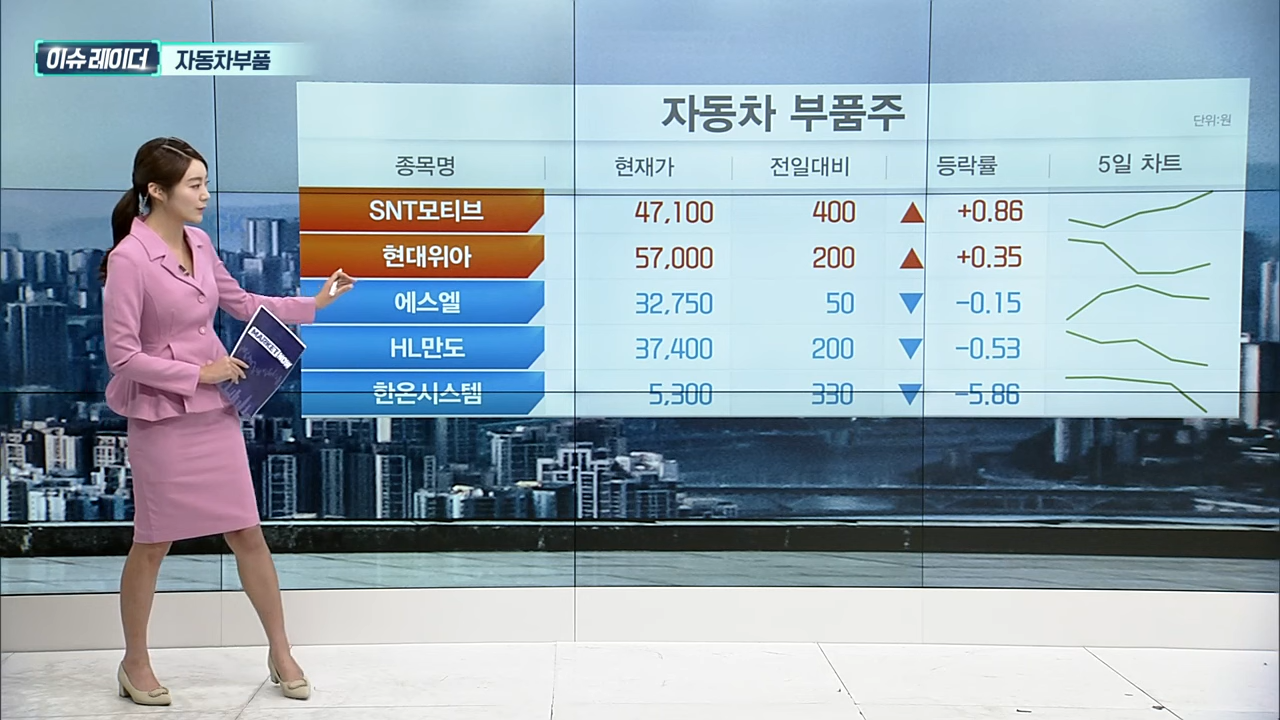 이슈 레이더 자동차부품
자동차 부품주
단위:원
종목명 현재가 전일대비 등락률 5일 차트
SNT모티브 47,100 400 ▲ +0.86
현대위아 57,000 200 ▲ +0.35
에스엘 32,750 50 ▼ -0.15
HL만도 37,400 200 ▼ -0.53
한온시스템 5,300 330 ▼ -5.86
MARKET